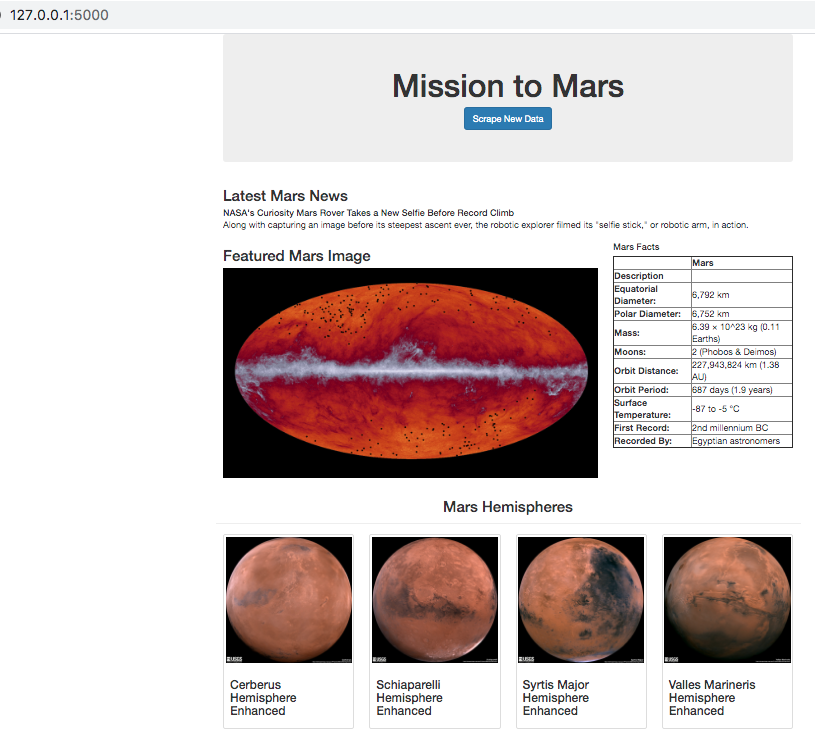 127.0.0.1:5000
Mission to Mars
Scrape New Data
Latest Mars News
NASA's Curiosity Mars Rover Takes a New Selfie Before Record Climb
Along with capturing an image before its steepest ascent ever, the robotic explorer filmed its "selfie stick," or robotic arm, in action.
Featured Mars Image
Mars Facts
Mars
Description
Equatorial
Diameter:
6,792 km
Polar Diameter: 6,752 km
Mass:
6.39 × 10^23 kg (0.11
Earths)
Moons: 2 (Phobos & Deimos)
Orbit Distance:
227,943,824 km (1.38
AU)
Orbit Period: 687 days (1.9 years)
Surface
Temperature:
-87 to -5 °C
First Record: 2nd millennium BC
Recorded By: Egyptian astronomers
Mars Hemispheres
USGS
USGS
USGS
USGS
Cerberus
Hemisphere
Enhanced
Schiaparelli
Hemisphere
Enhanced
Syrtis Major
Hemisphere
Enhanced
Valles Marineris
Hemisphere
Enhanced